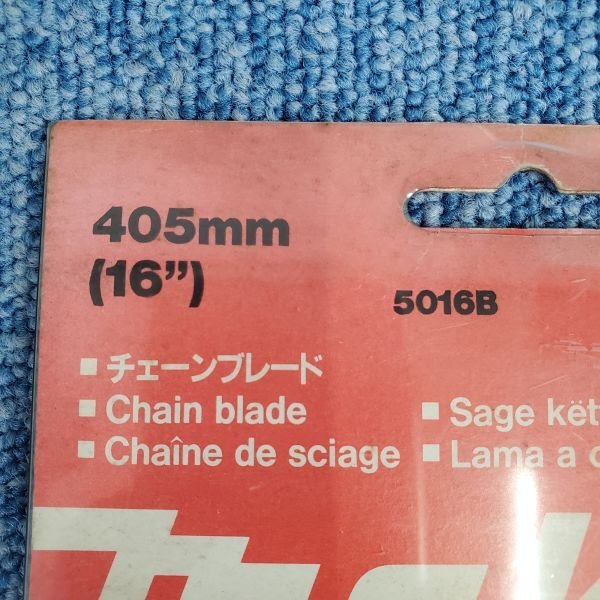 405mm
(16”)
5016B
■ チェーンブレード
■ Chain blade
■ Sage kët
■ Chaîne de sciage
■ Lama a c